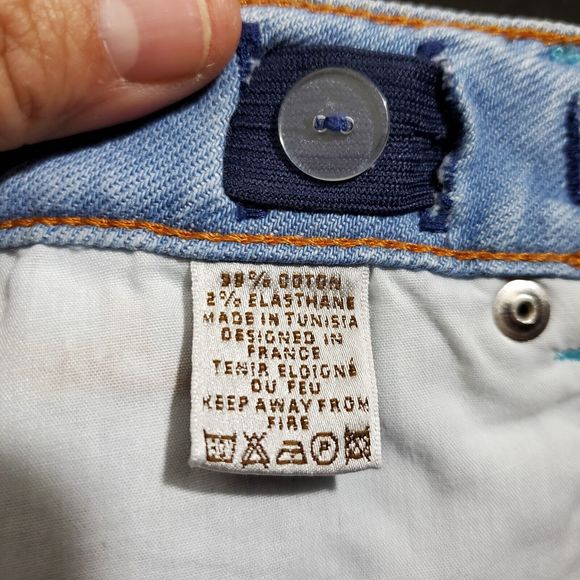 98% COTON
2% ELASTHANE
MADE IN TUNISIA
DESIGNED IN
FRANCE
TENIR ELOIGNÉ
DU FEU
KEEP AWAY FROM
FIRE